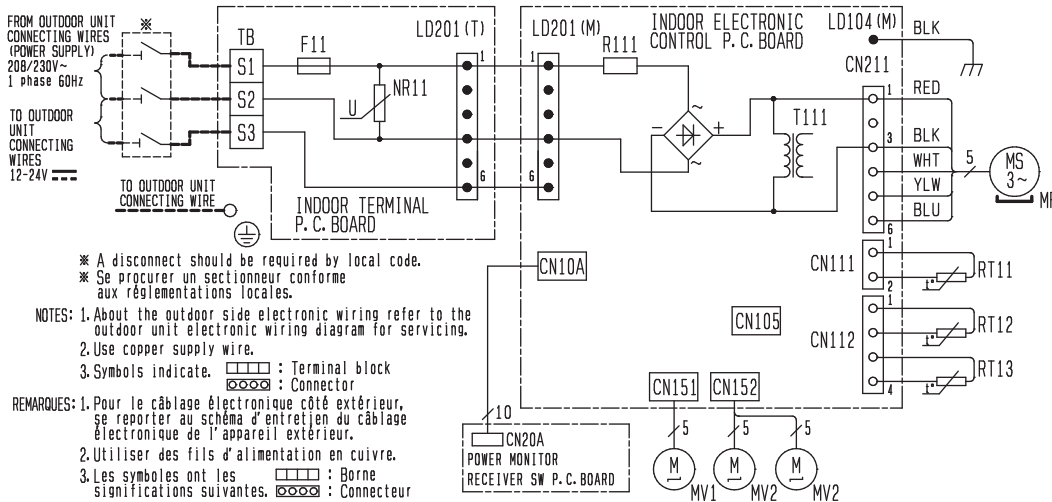 FROM OUTDOOR UNIT
CONNECTING WIRES
(POWER SUPPLY)
208/230V~
1 phase 60Hz
※
TO OUTDOOR
UNIT
CONNECTING
WIRES
12-24V
TB
S1
S2
S3
F11
NR11
U
LD201(T)
1
6
INDOOR TERMINAL
P.C.BOARD
TO OUTDOOR UNIT
CONNECTING WIRE
LD201(M)
1
6
INDOOR ELECTRONIC
CONTROL P.C.BOARD
R111
~
- +
~
T111
LD104(M)
BLK
CN211
1
3
6
RED
BLK
WHT
YLW
BLU
5
MS
3~
CN111
1
2
t°
RT11
CN112
1
4
t°
RT12
t°
RT13
CN10A
CN105
CN151
CN152
5
5
5
M
M
M
MV1
MV2
MV2
10
CN20A
POWER MONITOR
RECEIVER SW P.C.BOARD
※ A disconnect should be required by local code.
※ Se procurer un sectionneur conforme
aux réglementations locales.
NOTES: 1. About the outdoor side electronic wiring refer to the
outdoor unit electronic wiring diagram for servicing.
2. Use copper supply wire.
3. Symbols indicate. : Terminal block
: Connector
REMARQUES: 1. Pour le câblage électronique côté extérieur,
se reporter au schéma d'entretien du câblage
électronique de l'appareil extérieur.
2. Utiliser des fils d'alimentation en cuivre.
3. Les symboles ont les : Borne
significations suivantes. : Connecteur